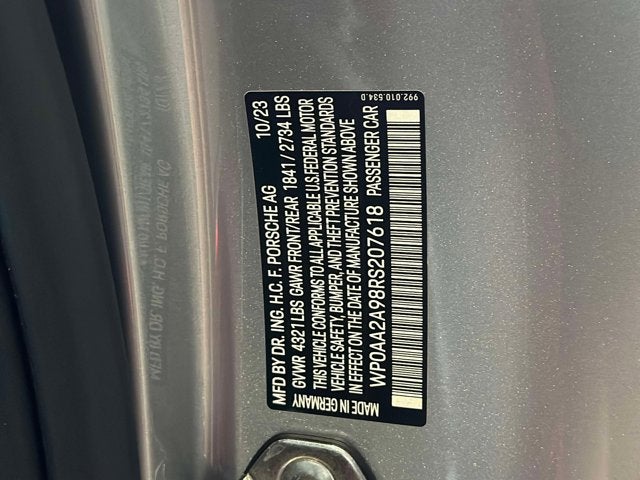 MFD BY DR. ING. H.C. F. PORSCHE AG 10/23
GVWR 4321 LBS GAWR FRONT/REAR 1841 / 2734 LBS
THIS VEHICLE CONFORMS TO ALL APPLICABLE U.S. FEDERAL MOTOR
VEHICLE SAFETY, BUMPER, AND THEFT PREVENTION STANDARDS
IN EFFECT ON THE DATE OF MANUFACTURE SHOWN ABOVE
WP0AA2A98RS207618 PASSENGER CAR
MADE IN GERMANY
992.010.534.D